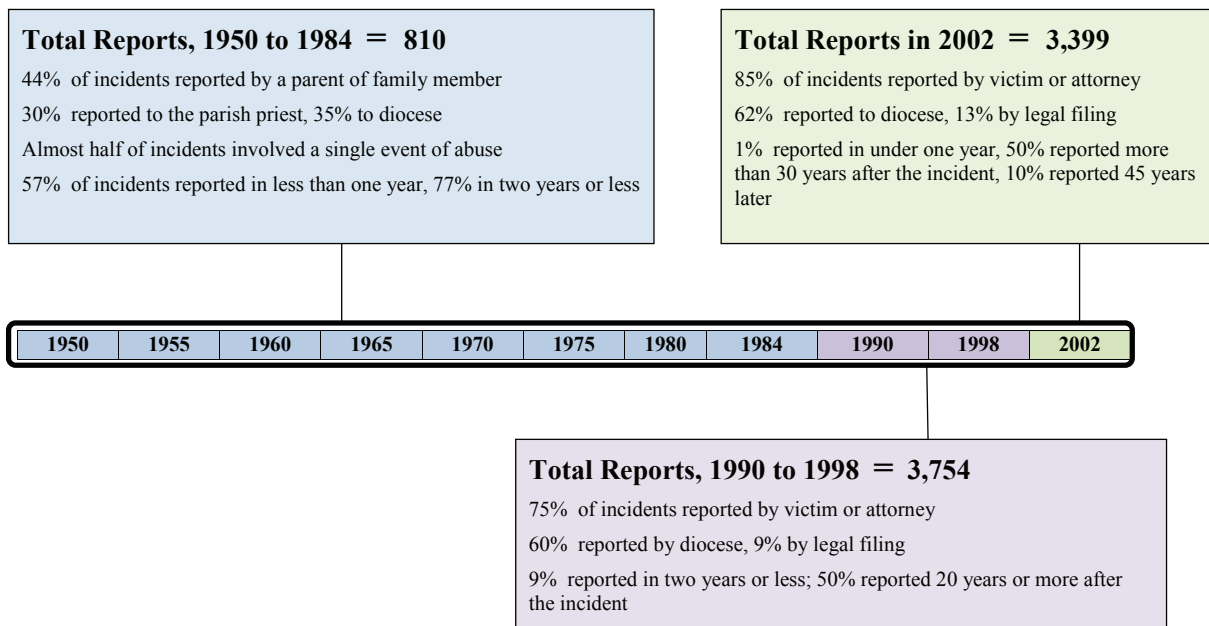 Total Reports, 1950 to 1984 = 810
44% of incidents reported by a parent of family member
30% reported to the parish priest, 35% to diocese
Almost half of incidents involved a single event of abuse
57% of incidents reported in less than one year, 77% in two years or less
Total Reports in 2002 = 3,399
85% of incidents reported by victim or attorney
62% reported to diocese, 13% by legal filing
1% reported in under one year, 50% reported more
than 30 years after the incident, 10% reported 45 years
later
1950 1955 1960 1965 1970 1975 1980 1984 1990 1998 2002
Total Reports, 1990 to 1998 = 3,754
75% of incidents reported by victim or attorney
60% reported by diocese, 9% by legal filing
9% reported in two years or less; 50% reported 20 years or more after
the incident